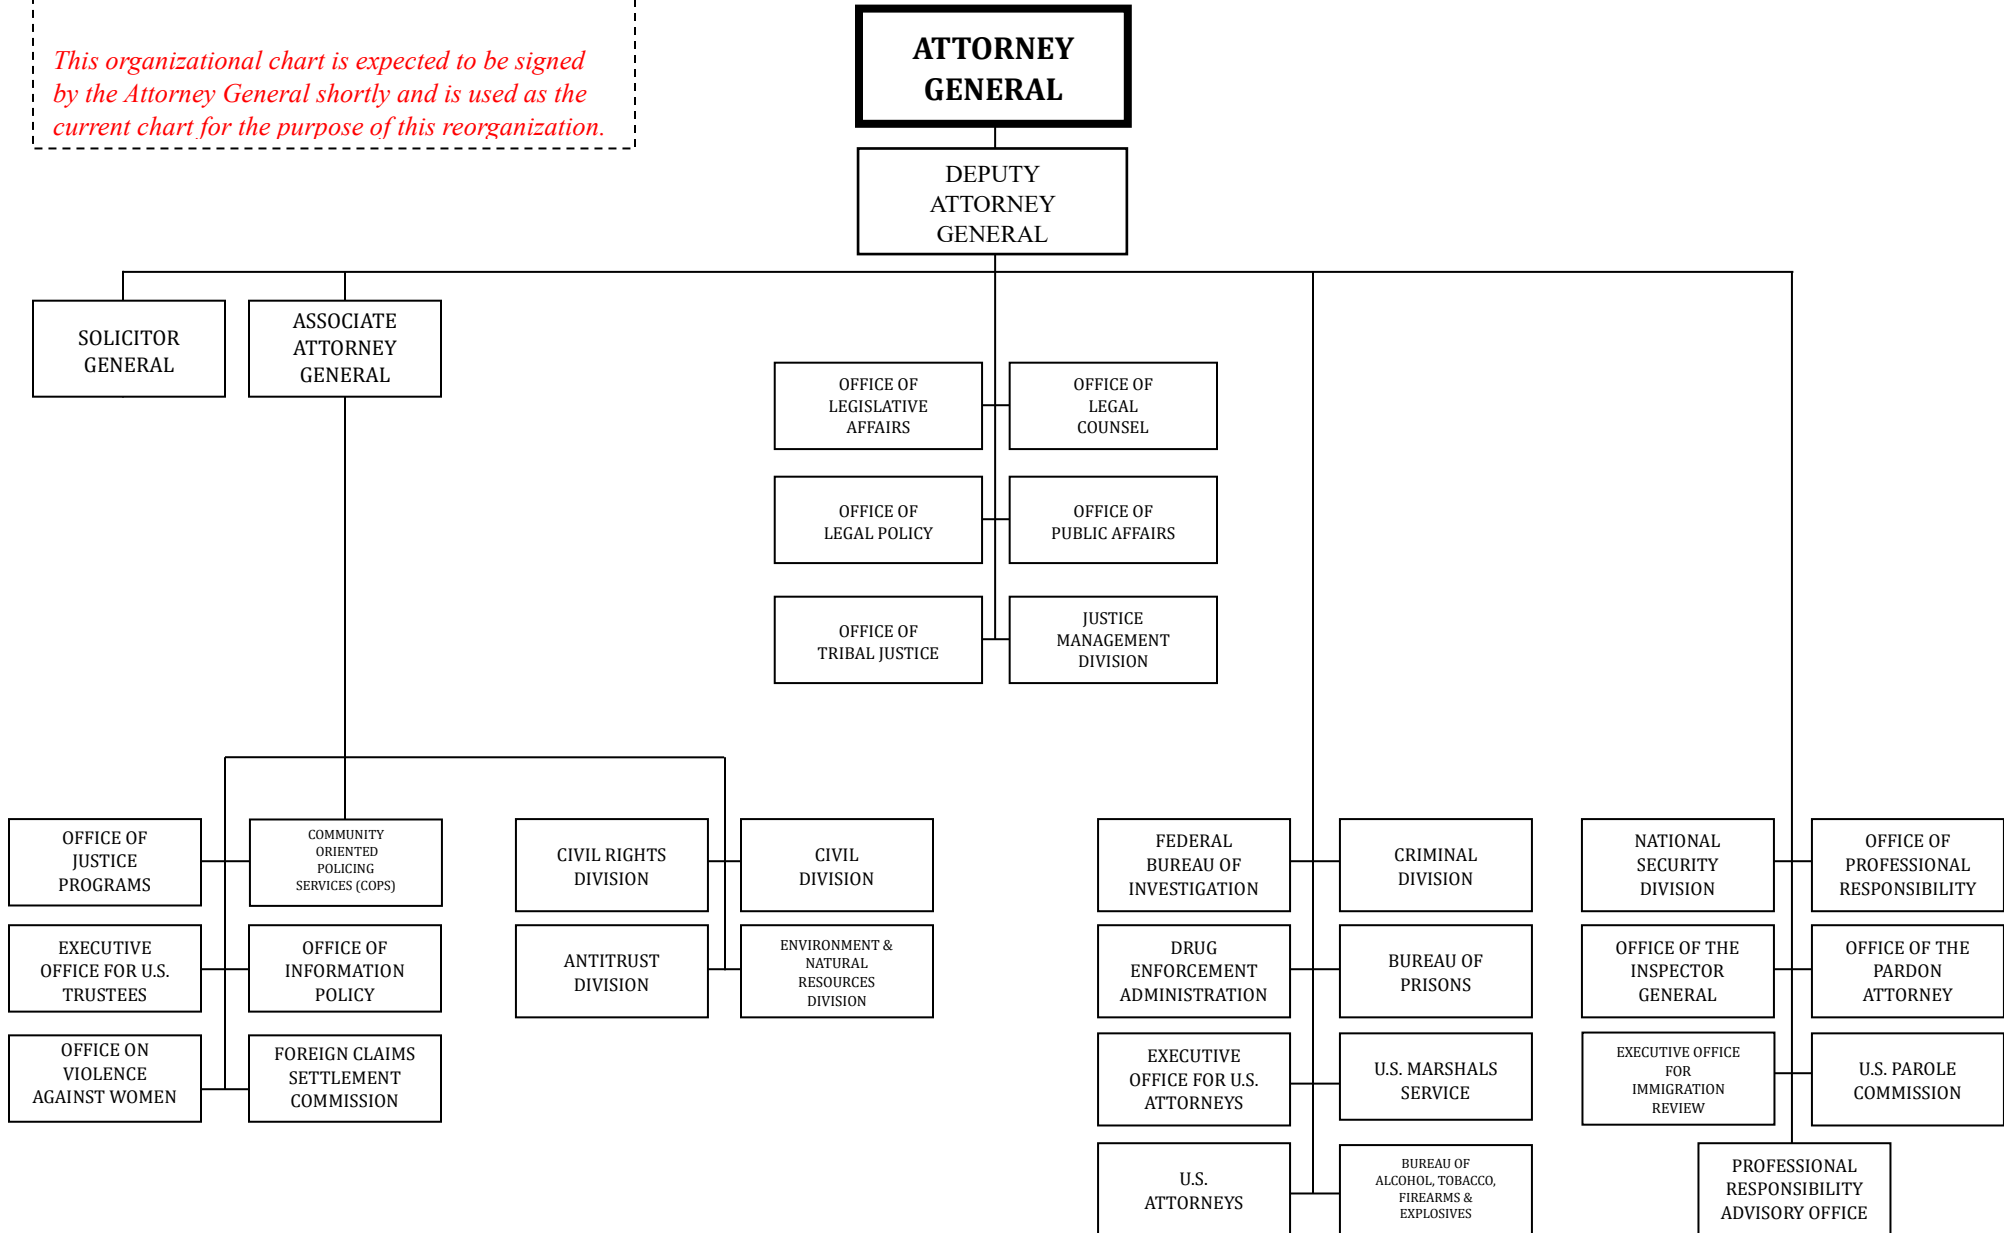 This organizational chart is expected to be signed
by the Attorney General shortly and is used as the
current chart for the purpose of this reorganization.
ATTORNEY
GENERAL
DEPUTY
ATTORNEY
GENERAL
SOLICITOR
GENERAL
ASSOCIATE
ATTORNEY
GENERAL
OFFICE OF
LEGISLATIVE
AFFAIRS
OFFICE OF
LEGAL
COUNSEL
OFFICE OF
LEGAL POLICY
OFFICE OF
PUBLIC AFFAIRS
OFFICE OF
TRIBAL JUSTICE
JUSTICE
MANAGEMENT
DIVISION
OFFICE OF
JUSTICE
PROGRAMS
COMMUNITY
ORIENTED
POLICING
SERVICES (COPS)
EXECUTIVE
OFFICE FOR U.S.
TRUSTEES
OFFICE OF
INFORMATION
POLICY
OFFICE ON
VIOLENCE
AGAINST WOMEN
FOREIGN CLAIMS
SETTLEMENT
COMMISSION
CIVIL RIGHTS
DIVISION
CIVIL
DIVISION
ANTITRUST
DIVISION
ENVIRONMENT &
NATURAL
RESOURCES
DIVISION
FEDERAL
BUREAU OF
INVESTIGATION
CRIMINAL
DIVISION
DRUG
ENFORCEMENT
ADMINISTRATION
BUREAU OF
PRISONS
EXECUTIVE
OFFICE FOR U.S.
ATTORNEYS
U.S. MARSHALS
SERVICE
U.S.
ATTORNEYS
BUREAU OF
ALCOHOL, TOBACCO,
FIREARMS &
EXPLOSIVES
NATIONAL
SECURITY
DIVISION
OFFICE OF
PROFESSIONAL
RESPONSIBILITY
OFFICE OF THE
INSPECTOR
GENERAL
OFFICE OF THE
PARDON
ATTORNEY
EXECUTIVE OFFICE
FOR
IMMIGRATION
REVIEW
U.S. PAROLE
COMMISSION
PROFESSIONAL
RESPONSIBILITY
ADVISORY OFFICE